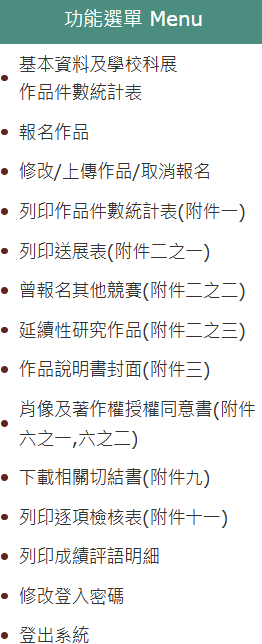 功能選單 Menu
基本資料及學校科展
作品件數統計表
報名作品
修改/上傳作品/取消報名
列印作品件數統計表(附件一)
列印送展表(附件二之一)
曾報名其他競賽(附件二之二)
延續性研究作品(附件二之三)
作品說明書封面(附件三)
肖像及著作權授權同意書(附件
六之一,六之二)
下載相關切結書(附件九)
列印逐項檢核表(附件十一)
列印成績評語明細
修改登入密碼
登出系統